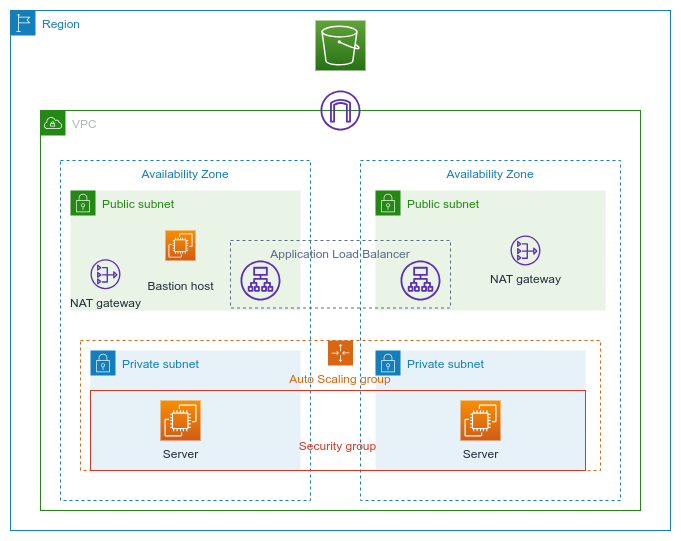 Region
VPC
Availability Zone
Availability Zone
Public subnet
Public subnet
Application Load Balancer
Bastion host
NAT gateway
NAT gateway
Private subnet
Private subnet
Auto Scaling group
Security group
Server
Server